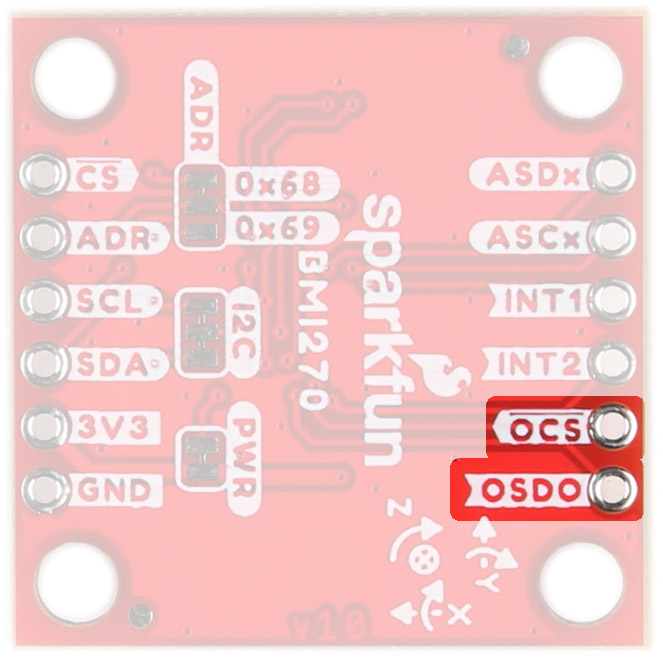 ADR
0x68
0x69
CS
ADR
SCL
SDA
3V3
GND
I2C
PWR
BMI270
sparkfun
ASDx
ASCx
INT1
INT2
OCS
OSDO
Z
Y
X
v10